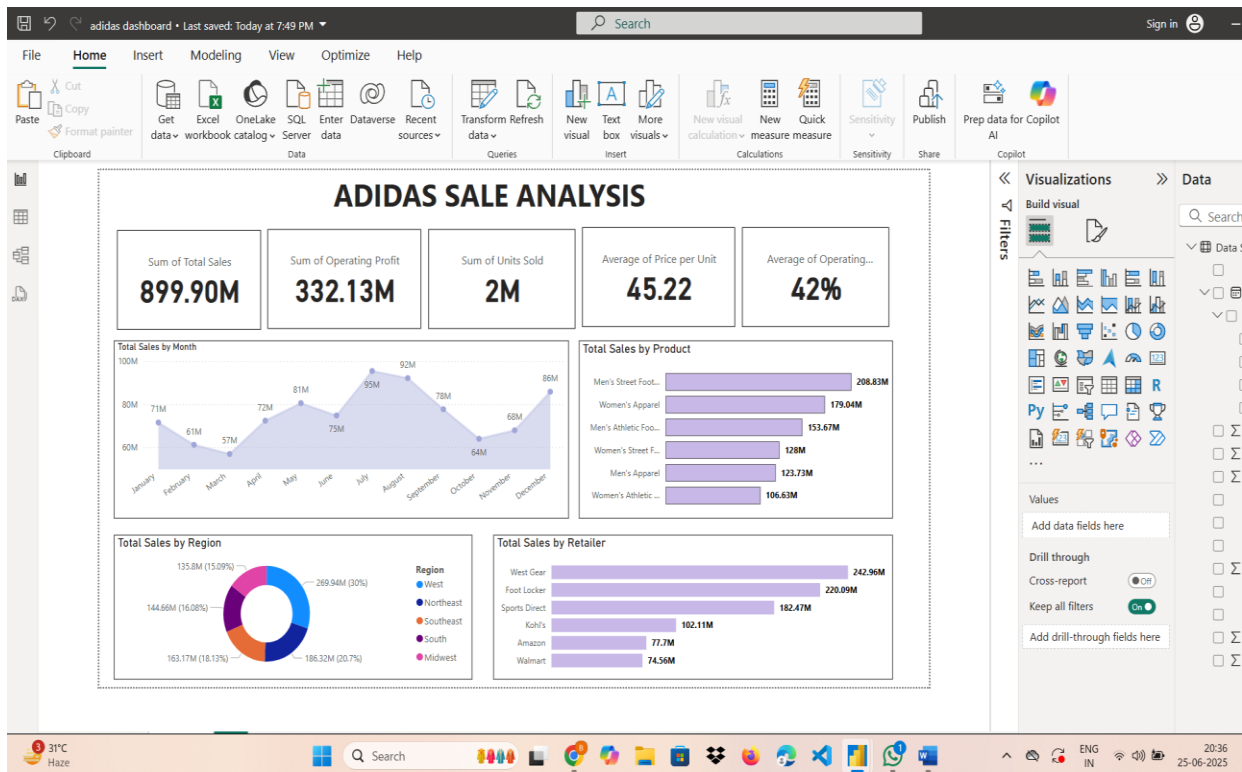 adidas dashboard • Last saved: Today at 7:49 PM
Search
Sign in
File Home Insert Modeling View Optimize Help
Paste
Cut
Copy
Format painter
Get data
Excel workbook
OneLake catalog
SQL Server
Enter data
Dataverse
Recent sources
Transform data
Refresh
New visual
Text box
More visuals
New visual calculation
New measure
Quick measure
Sensitivity
Publish
Prep data for AI
Copilot
Clipboard
Data
Queries
Insert
Calculations
Sensitivity
Share
Copilot
DAX
ADIDAS SALE ANALYSIS
Sum of Total Sales
899.90M
Sum of Operating Profit
332.13M
Sum of Units Sold
2M
Average of Price per Unit
45.22
Average of Operating...
42%
Total Sales by Month
100M
80M
60M
71M
61M
57M
72M
81M
75M
95M
92M
78M
64M
68M
86M
January
February
March
April
May
June
July
August
September
October
November
December
Total Sales by Product
Men's Street Foot... 208.83M
Women's Apparel 179.04M
Men's Athletic Foo... 153.67M
Women's Street F... 128M
Men's Apparel 123.73M
Women's Athletic ... 106.63M
Total Sales by Region
135.8M (15.09%)
269.94M (30%)
144.66M (16.08%)
163.17M (18.13%)
186.32M (20.7%)
Region
West
Northeast
Southeast
South
Midwest
Total Sales by Retailer
West Gear 242.96M
Foot Locker 220.09M
Sports Direct 182.47M
Kohl's 102.11M
Amazon 77.7M
Walmart 74.56M
Filters
Visualizations
Build visual
123
R
Py
...
Values
Add data fields here
Drill through
Cross-report
Off
Keep all filters
On
Add drill-through fields here
Data
Search
Data S
Σ
Σ
Σ
Σ
Σ
Σ
3
31°C
Haze
Search
8
1
ENG
IN
20:36
25-06-2025